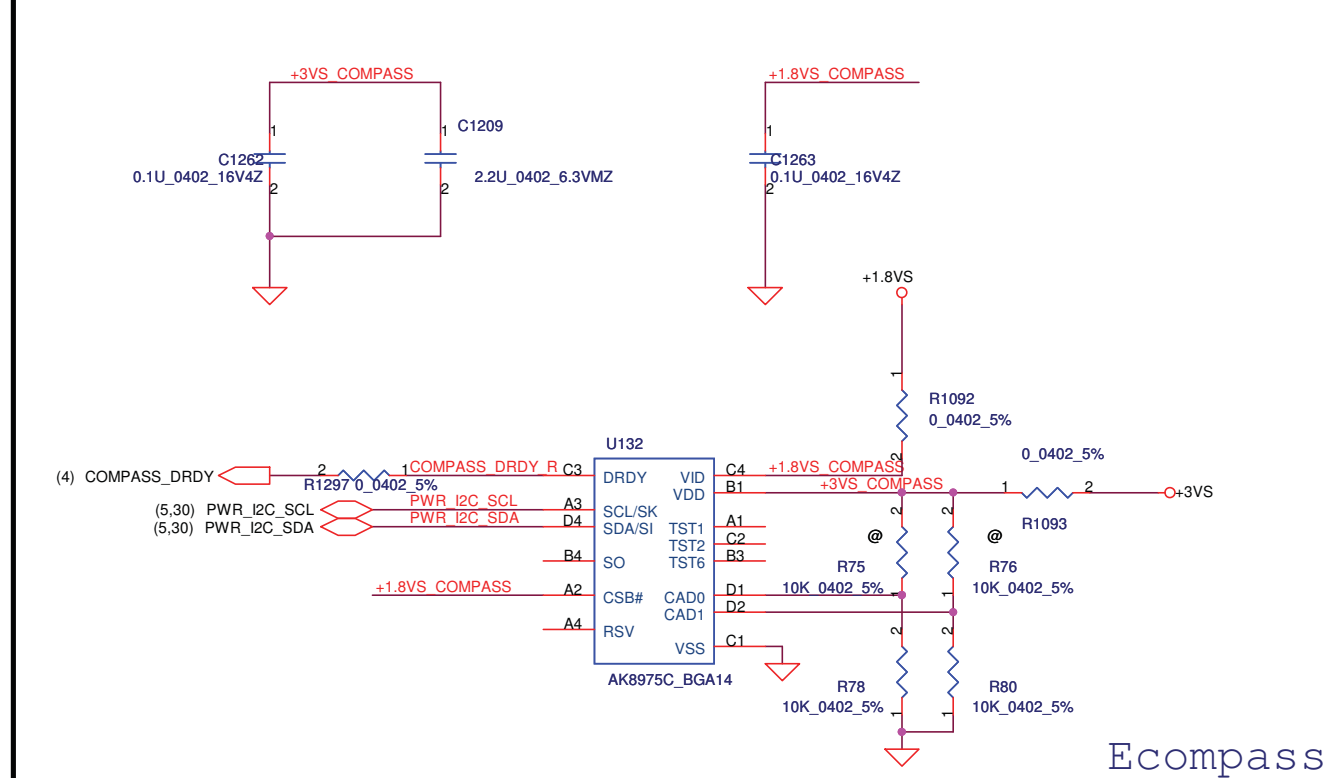 +3VS_COMPASS
+1.8VS_COMPASS
1
1
C1209
1
C1262
C1263
0.1U_0402_16V4Z
2.2U_0402_6.3VMZ
0.1U_0402_16V4Z
2
2
2
+1.8VS
1
R1092
0_0402_5%
2
U132
0_0402_5%
(4) COMPASS_DRDY
2
1
COMPASS_DRDY_R
C3
DRDY
VID
C4
+1.8VS_COMPASS
R1297 0_0402_5%
VDD
B1
+3VS_COMPASS
1
2
+3VS
R1093
(5,30) PWR_I2C_SCL
PWR_I2C_SCL
A3
SCL/SK
(5,30) PWR_I2C_SDA
PWR_I2C_SDA
D4
SDA/SI
TST1
A1
TST2
C2
B4
SO
TST6
B3
2
2
@
@
R75
R76
10K_0402_5%
10K_0402_5%
1
1
+1.8VS_COMPASS
A2
CSB#
CAD0
D1
CAD1
D2
A4
RSV
VSS
C1
2
2
AK8975C_BGA14
R78
R80
10K_0402_5%
10K_0402_5%
1
1
Ecompass